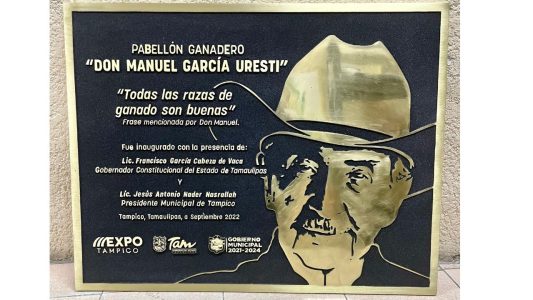 PABELLÓN GANADERO
“DON MANUEL GARCÍA URESTI”
“Todas las razas de
ganado son buenas”
Frase mencionada por Don Manuel.
Fue inaugurado con la presencia de:
Lic. Francisco García Cabeza de Vaca
Gobernador Constitucional del Estado de Tamaulipas
Y
Lic. Jesús Antonio Nader Nasrallah
Presidente Municipal de Tampico
Tampico, Tamaulipas, a Septiembre 2022
EXPO
TAMPICO
Tam
GOBIERNO
MUNICIPAL
2021-2024